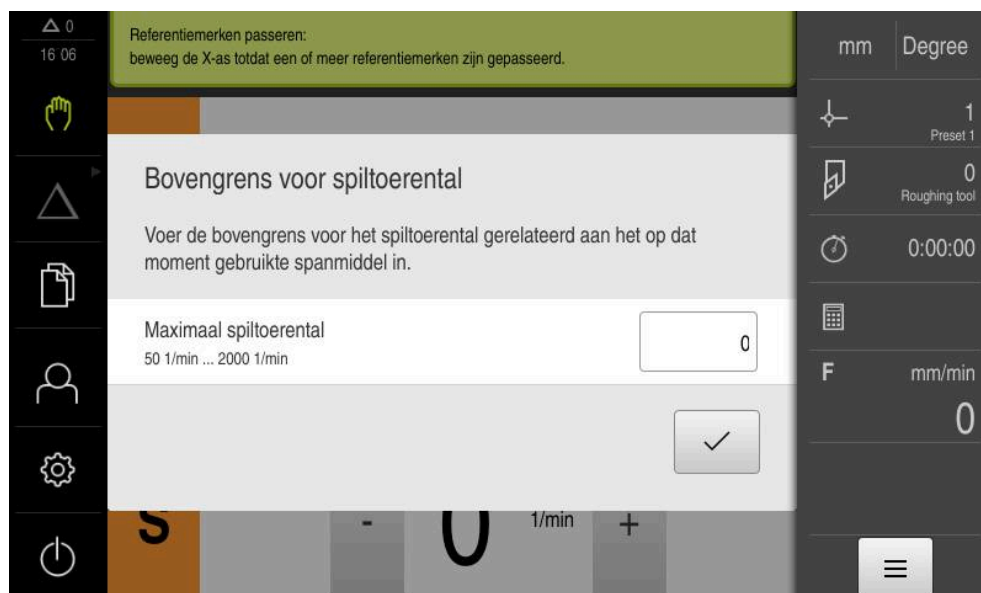 0
16 06
Referentiemerken passeren:
beweeg de X-as totdat een of meer referentiemerken zijn gepasseerd.
mm
Degree
1
Preset 1
0
Roughing tool
0:00:00
F
mm/min
0
Bovengrens voor spiltoerental
Voer de bovengrens voor het spiltoerental gerelateerd aan het op dat
moment gebruikte spanmiddel in.
Maximaal spiltoerental
0
50 1/min ... 2000 1/min
S
-
0
1/min
+